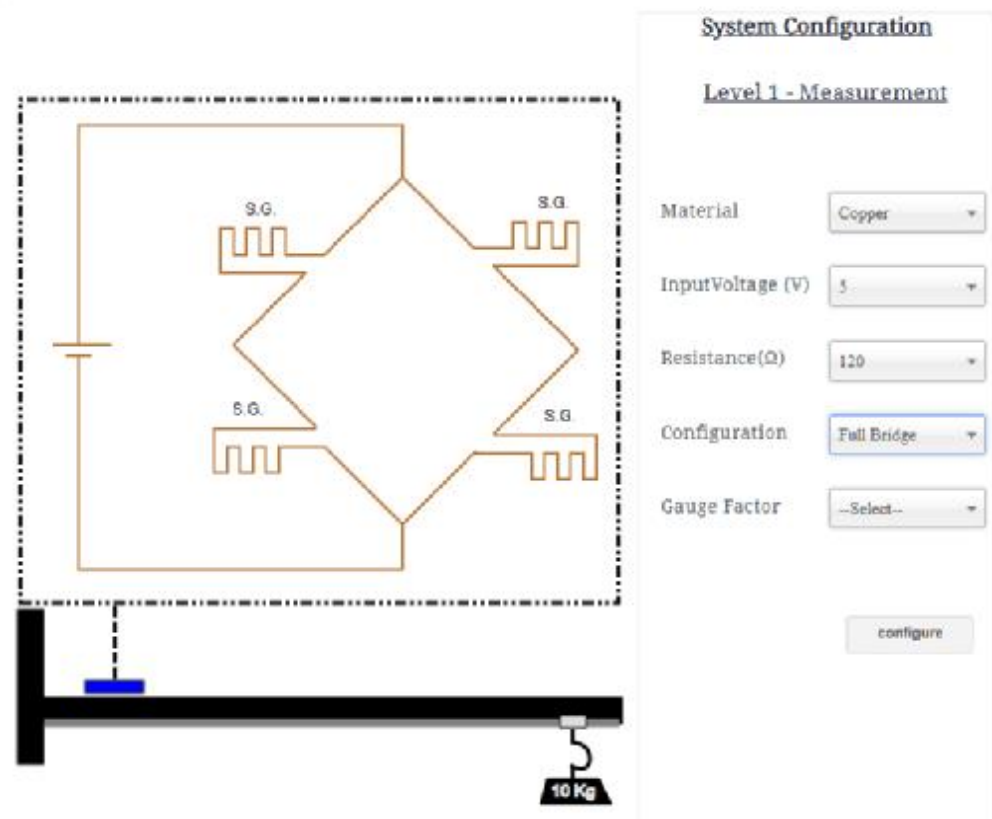 System Configuration
Level 1 - Measurement
S.G.
S.G.
S.G.
S.G.
Material
Copper
InputVoltage (V)
5
Resistance(Ω)
120
Configuration
Full Bridge
Gauge Factor
--Select--
configure
10 Kg